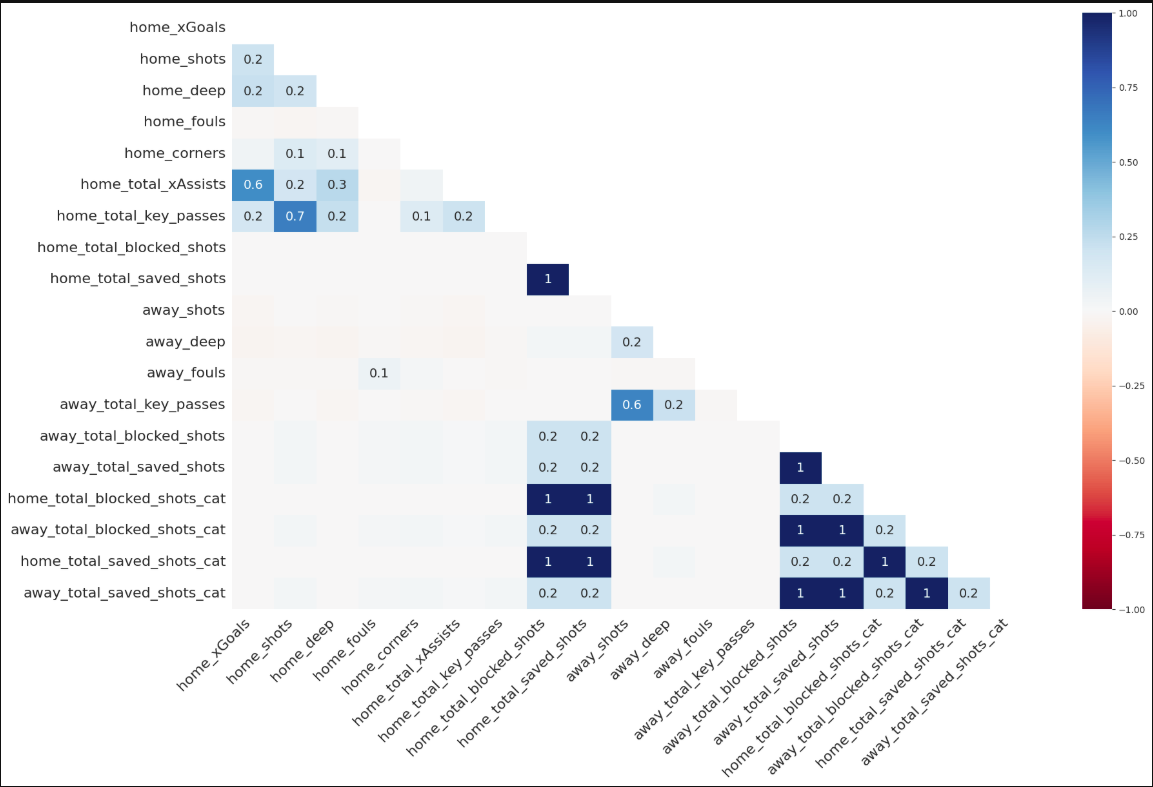 home_xGoals
home_shots 0.2
home_deep 0.2 0.2
home_fouls
home_corners 0.1 0.1
home_total_xAssists 0.6 0.2 0.3
home_total_key_passes 0.2 0.7 0.2 0.1 0.2
home_total_blocked_shots
home_total_saved_shots 1
away_shots
away_deep 0.2
away_fouls 0.1
away_total_key_passes 0.6 0.2
away_total_blocked_shots 0.2 0.2
away_total_saved_shots 0.2 0.2 1
home_total_blocked_shots_cat 1 1 0.2 0.2
away_total_blocked_shots_cat 0.2 0.2 1 1 0.2
home_total_saved_shots_cat 1 1 0.2 0.2 1 0.2
away_total_saved_shots_cat 0.2 0.2 1 1 0.2 1 0.2
home_xGoals
home_shots
home_deep
home_fouls
home_corners
home_total_xAssists
home_total_key_passes
home_total_blocked_shots
home_total_saved_shots
away_shots
away_deep
away_fouls
away_total_key_passes
away_total_blocked_shots
away_total_saved_shots
home_total_blocked_shots_cat
away_total_blocked_shots_cat
home_total_saved_shots_cat
away_total_saved_shots_cat
1.00
0.75
0.50
0.25
0.00
−0.25
−0.50
−0.75
−1.00